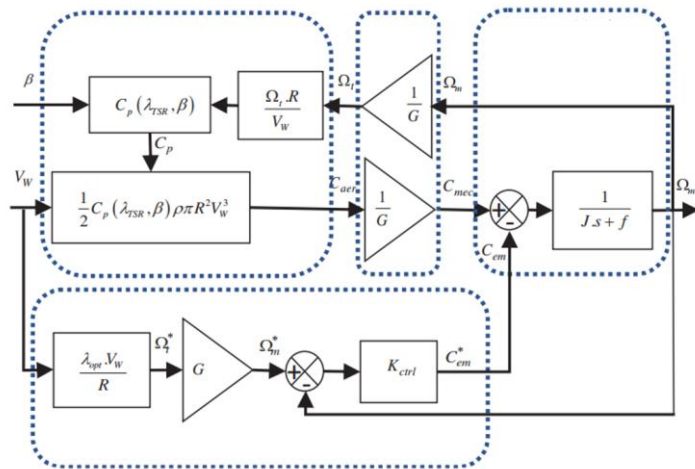 β
C_p (λ_TSR, β)
Ω_t .R / V_W
Ω_t
1 / G
Ω_m
C_p
V_W
1/2 C_p (λ_TSR, β) ρπR²V_W³
C_aer
1 / G
C_mec
+
-
1 / J.s + f
Ω_m
C_em
λ_opt .V_W / R
Ω_t^*
G
Ω_m^*
+
-
K_ctrl
C_em^*